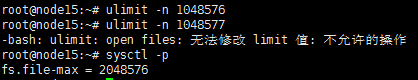 root@node15:~# ulimit -n 1048576
root@node15:~# ulimit -n 1048577
-bash: ulimit: open files: 无法修改 limit 值: 不允许的操作
root@node15:~# sysctl -p
fs.file-max = 2048576